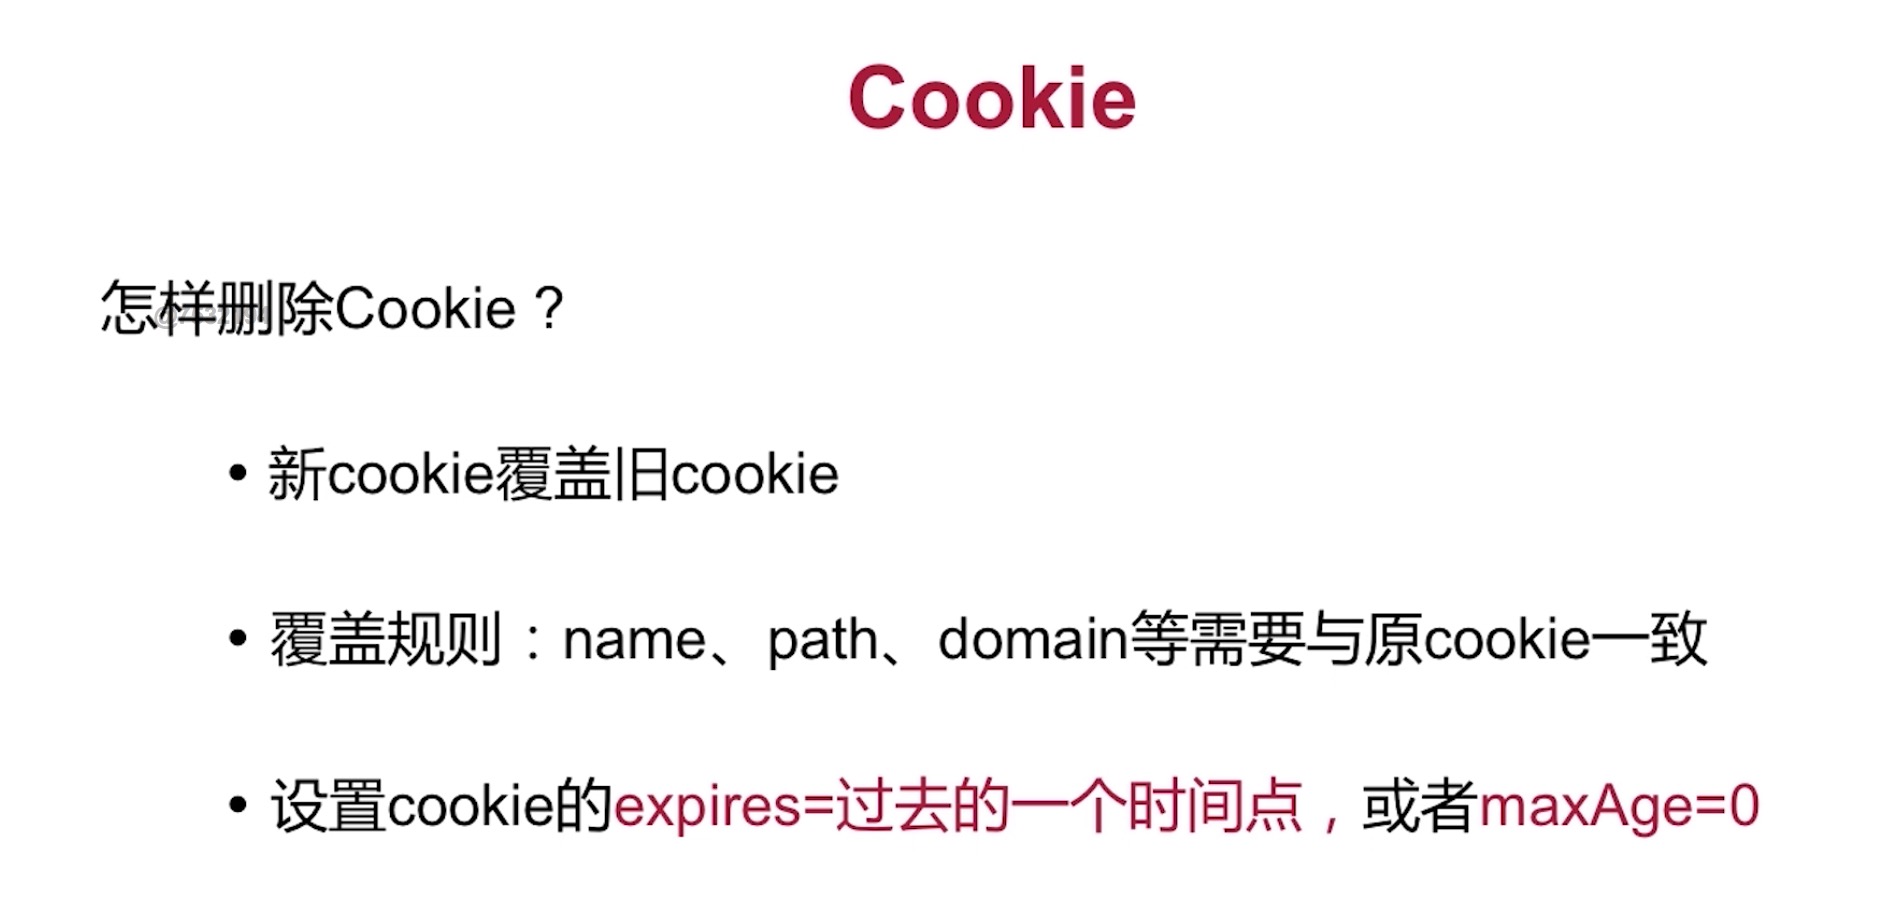 Cookie
怎样删除Cookie？
• 新cookie覆盖旧cookie
• 覆盖规则：name、path、domain等需要与原cookie一致
• 设置cookie的expires=过去的一个时间点，或者maxAge=0